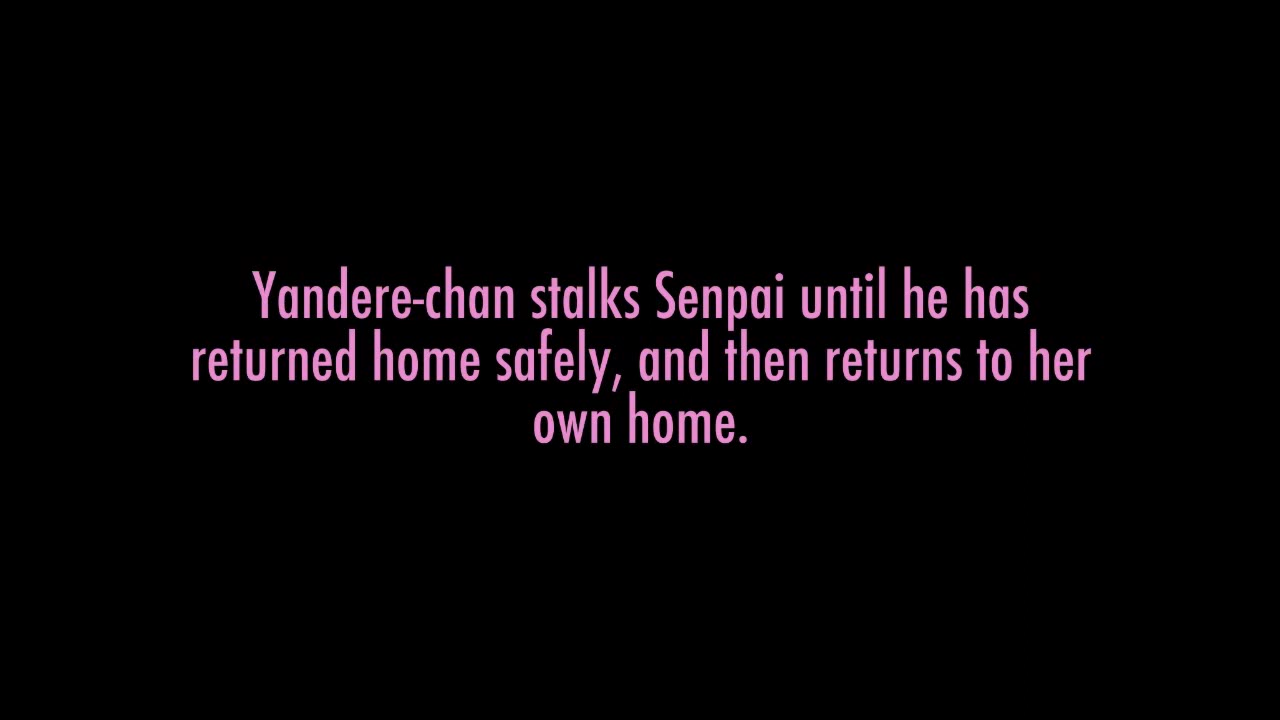 Yandere-chan stalks Senpai until he has
returned home safely, and then returns to her
own home.